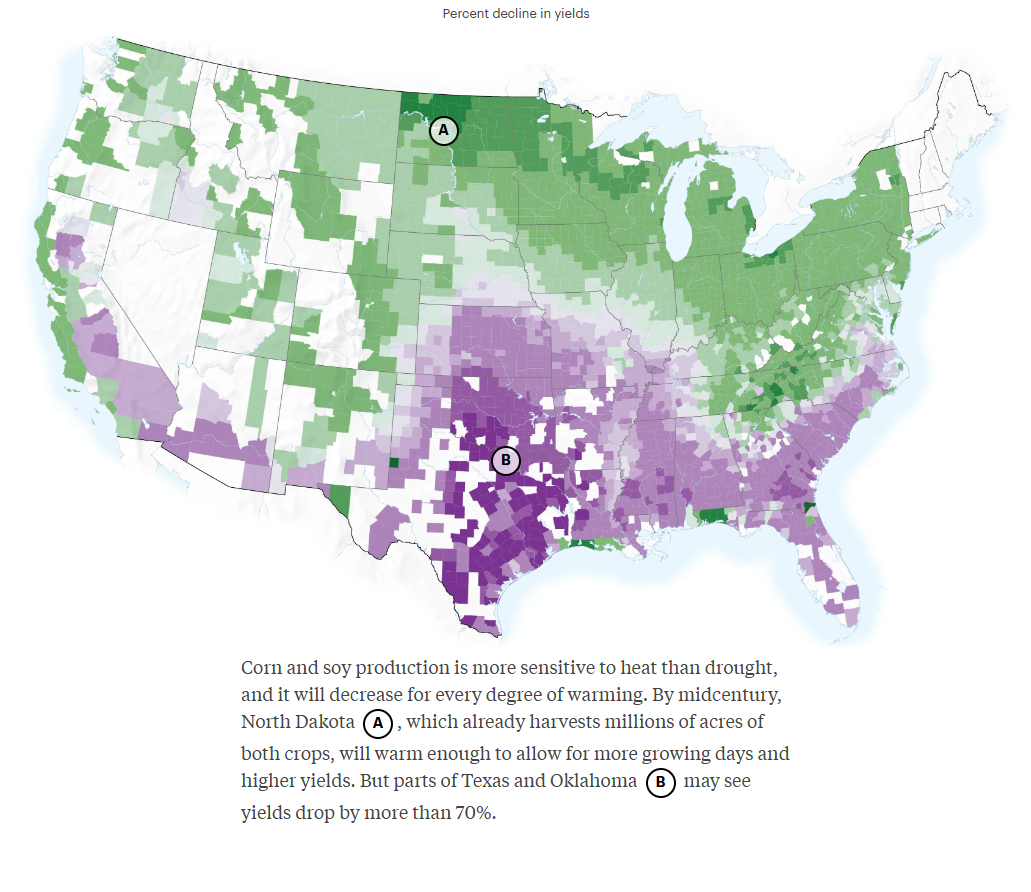 Percent decline in yields
A
B
Corn and soy production is more sensitive to heat than drought,
and it will decrease for every degree of warming. By midcentury,
North Dakota A , which already harvests millions of acres of
both crops, will warm enough to allow for more growing days and
higher yields. But parts of Texas and Oklahoma B may see
yields drop by more than 70%.